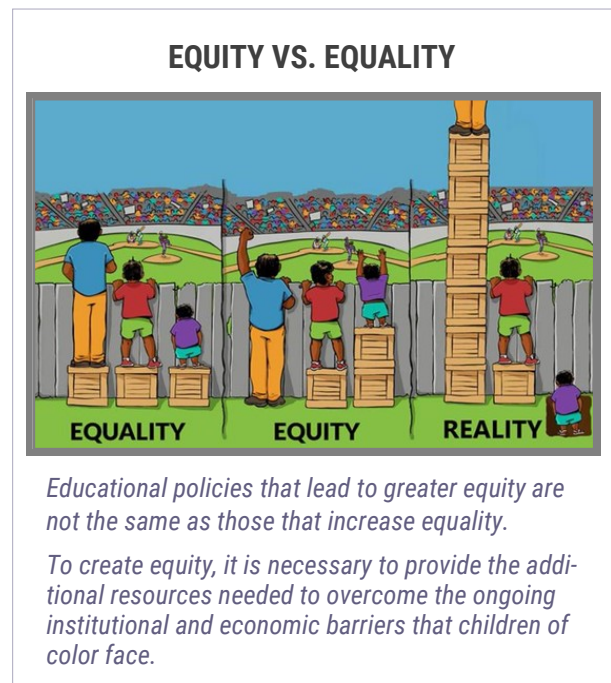 EQUITY VS. EQUALITY
EQUALITY
EQUITY
REALITY
Educational policies that lead to greater equity are
not the same as those that increase equality.
To create equity, it is necessary to provide the addi-
tional resources needed to overcome the ongoing
institutional and economic barriers that children of
color face.